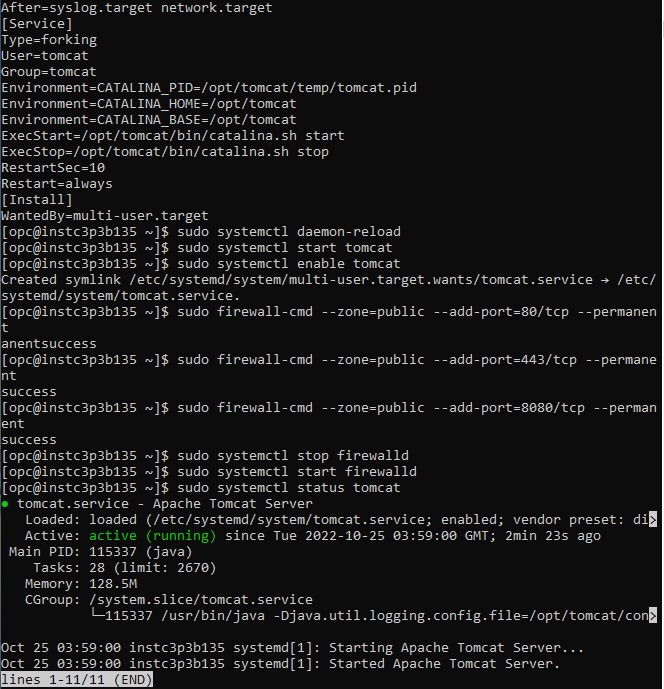 After=syslog.target network.target
[Service]
Type=forking
User=tomcat
Group=tomcat
Environment=CATALINA_PID=/opt/tomcat/temp/tomcat.pid
Environment=CATALINA_HOME=/opt/tomcat
Environment=CATALINA_BASE=/opt/tomcat
ExecStart=/opt/tomcat/bin/catalina.sh start
ExecStop=/opt/tomcat/bin/catalina.sh stop
RestartSec=10
Restart=always
[Install]
WantedBy=multi-user.target
[opc@instc3p3b135 ~]$ sudo systemctl daemon-reload
[opc@instc3p3b135 ~]$ sudo systemctl start tomcat
[opc@instc3p3b135 ~]$ sudo systemctl enable tomcat
Created symlink /etc/systemd/system/multi-user.target.wants/tomcat.service → /etc/
systemd/system/tomcat.service.
[opc@instc3p3b135 ~]$ sudo firewall-cmd --zone=public --add-port=80/tcp --permanen
t
anentsuccess
[opc@instc3p3b135 ~]$ sudo firewall-cmd --zone=public --add-port=443/tcp --permane
nt
success
[opc@instc3p3b135 ~]$ sudo firewall-cmd --zone=public --add-port=8080/tcp --perman
ent
success
[opc@instc3p3b135 ~]$ sudo systemctl stop firewalld
[opc@instc3p3b135 ~]$ sudo systemctl start firewalld
[opc@instc3p3b135 ~]$ sudo systemctl status tomcat
● tomcat.service - Apache Tomcat Server
Loaded: loaded (/etc/systemd/system/tomcat.service; enabled; vendor preset: di>
Active: active (running) since Tue 2022-10-25 03:59:00 GMT; 2min 23s ago
Main PID: 115337 (java)
Tasks: 28 (limit: 2670)
Memory: 128.5M
CGroup: /system.slice/tomcat.service
└─115337 /usr/bin/java -Djava.util.logging.config.file=/opt/tomcat/con>
Oct 25 03:59:00 instc3p3b135 systemd[1]: Starting Apache Tomcat Server...
Oct 25 03:59:00 instc3p3b135 systemd[1]: Started Apache Tomcat Server.
lines 1-11/11 (END)